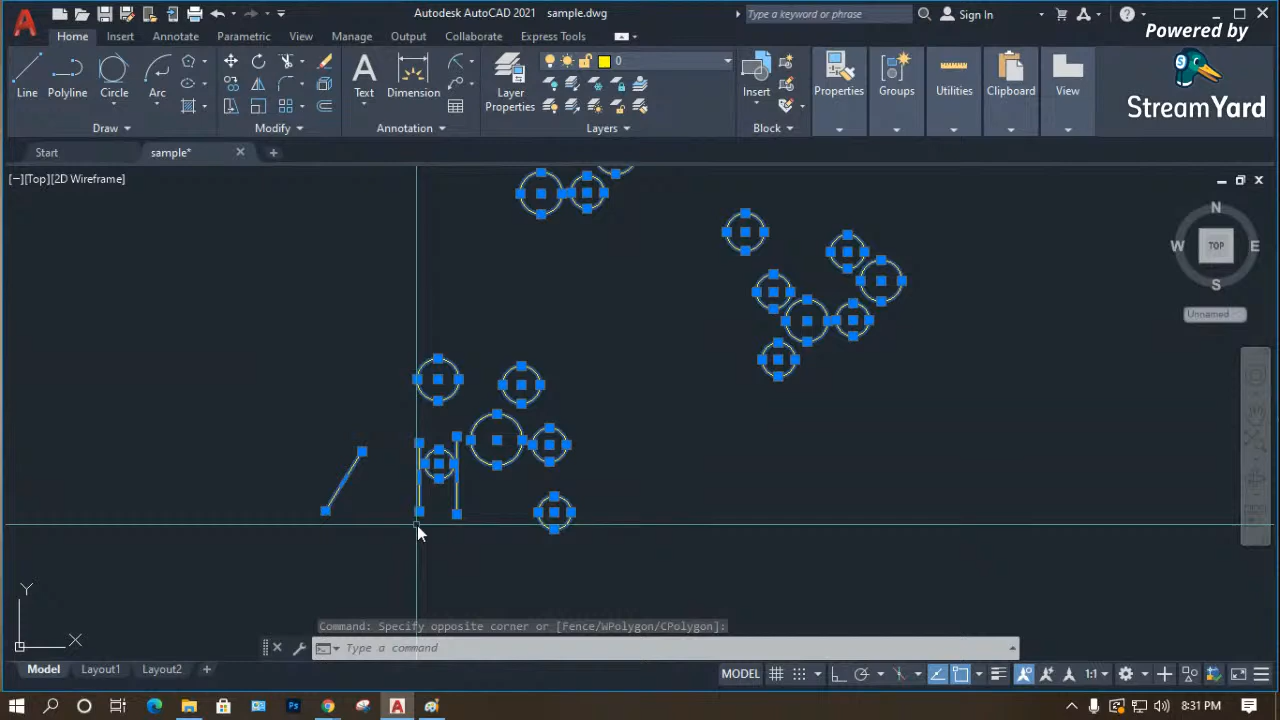 Autodesk AutoCAD 2021 sample.dwg
Type a keyword or phrase
Sign In
Powered by
StreamYard
Home Insert Annotate Parametric View Manage Output Collaborate Express Tools
Line Polyline Circle Arc
Text Dimension
Layer
Properties
0
Insert
Properties Groups Utilities Clipboard View
Draw Modify Annotation Layers Block
Start sample*
[−][Top][2D Wireframe]
N
W TOP E
S
Unnamed
Y
X
Command: Specify opposite corner or [Fence/WPolygon/CPolygon]:
Type a command
Model Layout1 Layout2 +
MODEL 1:1
8:31 PM